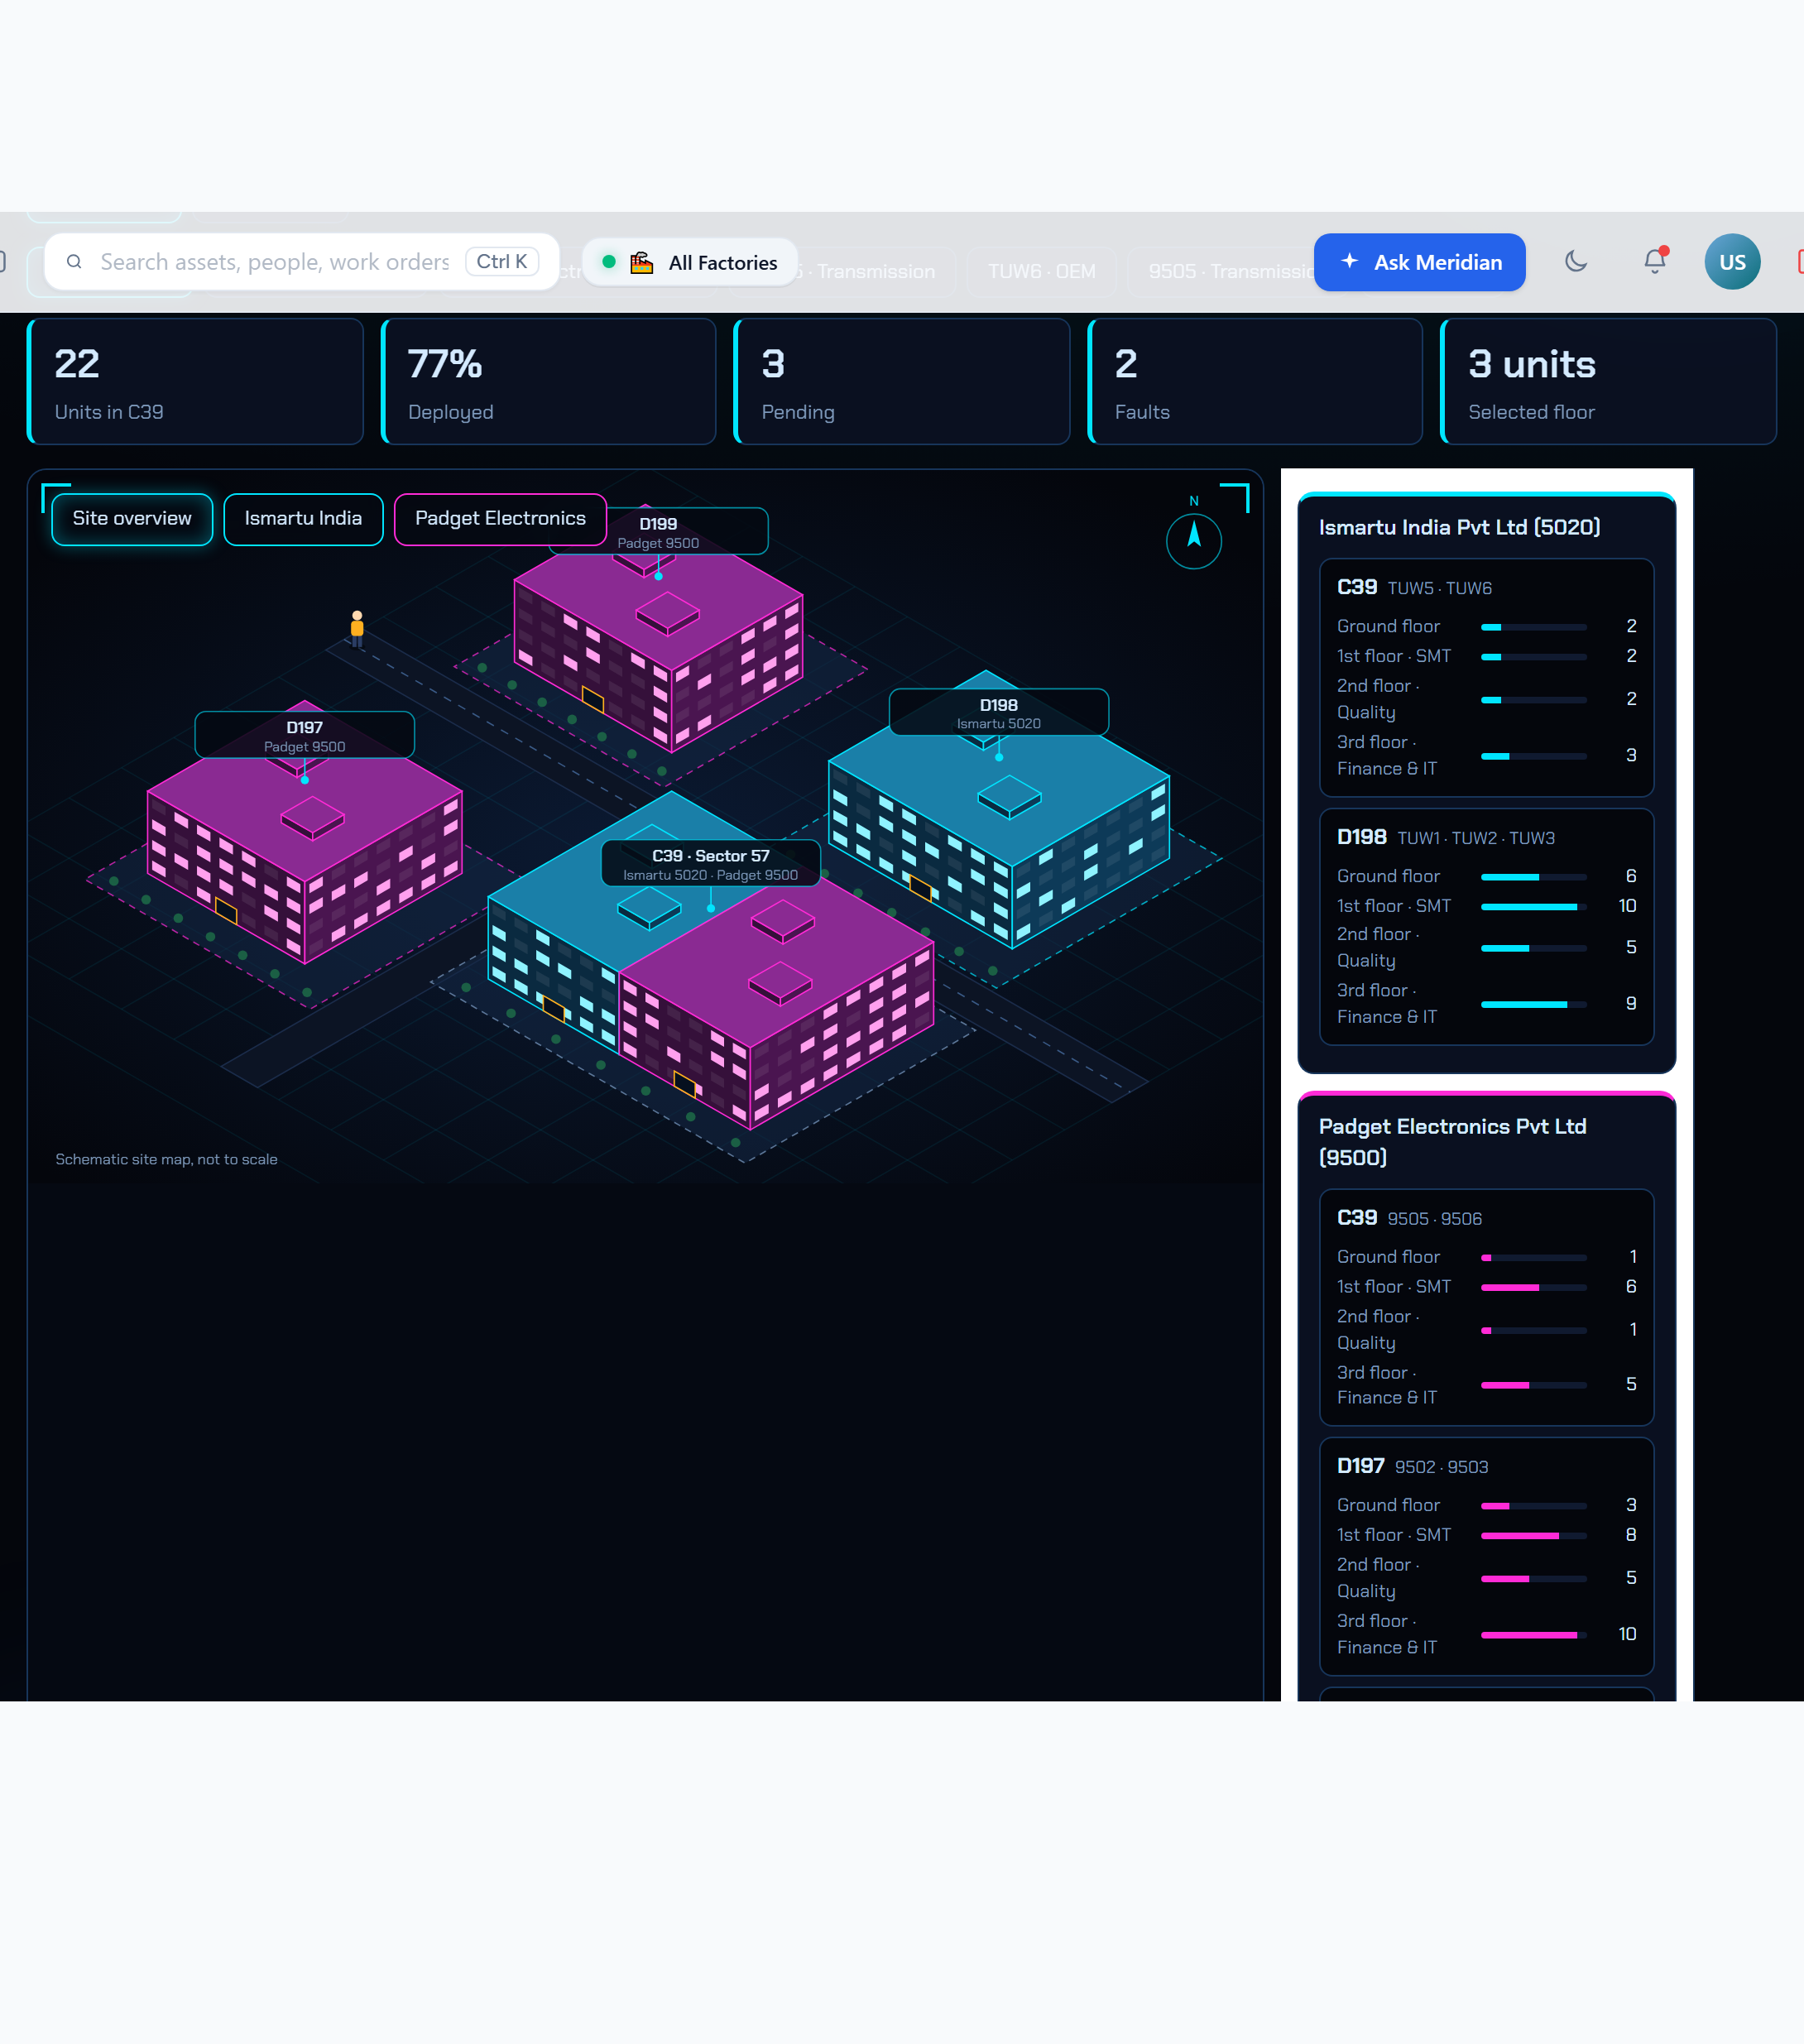 Search assets, people, work orders
Ctrl K
All Factories
· Transmission
TUW6 · OEM
9505 · Transmissio
Ask Meridian
US
22
Units in C39
77%
Deployed
3
Pending
2
Faults
3 units
Selected floor
Site overview
Ismartu India
Padget Electronics
D199
Padget 9500
N
D198
Ismartu 5020
D197
Padget 9500
C39 · Sector 57
Ismartu 5020 · Padget 9500
Schematic site map, not to scale
Ismartu India Pvt Ltd (5020)
C39 TUW5 · TUW6
Ground floor 2
1st floor · SMT 2
2nd floor ·
Quality 2
3rd floor ·
Finance & IT 3
D198 TUW1 · TUW2 · TUW3
Ground floor 6
1st floor · SMT 10
2nd floor ·
Quality 5
3rd floor ·
Finance & IT 9
Padget Electronics Pvt Ltd
(9500)
C39 9505 · 9506
Ground floor 1
1st floor · SMT 6
2nd floor ·
Quality 1
3rd floor ·
Finance & IT 5
D197 9502 · 9503
Ground floor 3
1st floor · SMT 8
2nd floor ·
Quality 5
3rd floor ·
Finance & IT 10